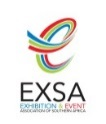 EXSA
EXHIBITION & EVENT
ASSOCIATION OF SOUTHERN AFRICA